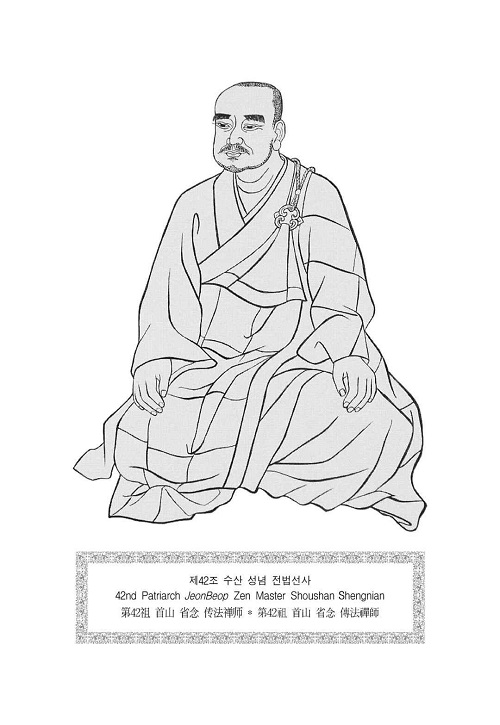 제42조 수산 성념 전법선사
42nd Patriarch JeonBeop Zen Master Shoushan Shengnian
第42祖 首山 省念 传法禅师 * 第42祖 首山 省念 傳法禪師